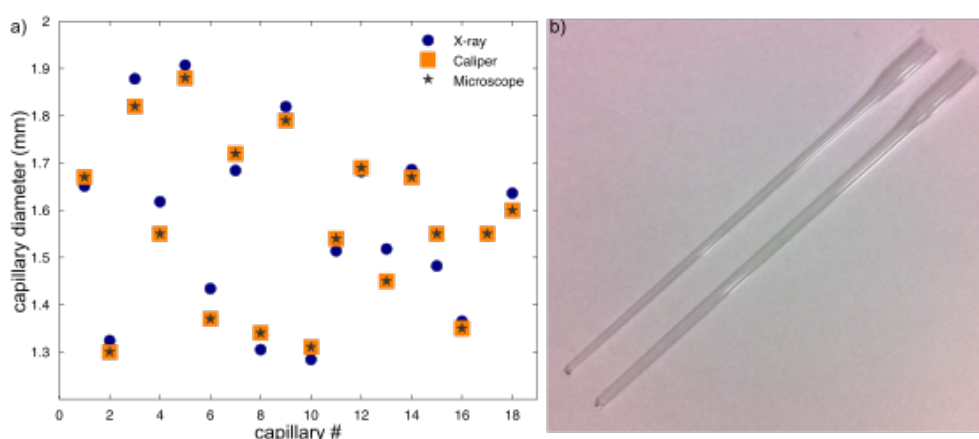 a)
b)
X-ray
Caliper
Microscope
capillary diameter (mm)
2
1.9
1.8
1.7
1.6
1.5
1.4
1.3
0 2 4 6 8 10 12 14 16 18
capillary #